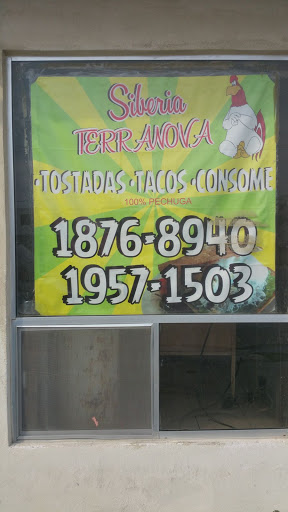 Siberia
TERRANOVA
·TOSTADAS·TACOS·CONSOME
100% PECHUGA
1876-8940
1957-1503